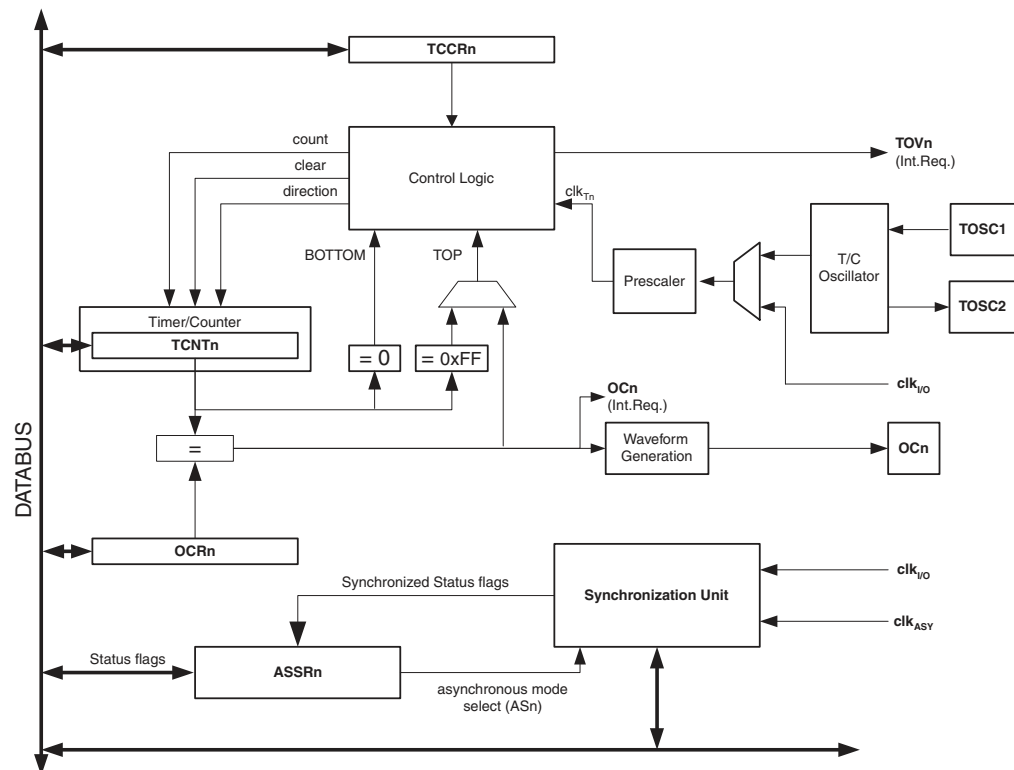 TCCRn
count
clear
direction
Control Logic
TOVn
(Int.Req.)
clkTn
BOTTOM
TOP
Prescaler
T/C
Oscillator
TOSC1
TOSC2
Timer/Counter
TCNTn
= 0
= 0xFF
clkI/O
OCn
(Int.Req.)
=
Waveform
Generation
OCn
DATABUS
OCRn
Synchronized Status flags
Synchronization Unit
clkI/O
clkASY
Status flags
ASSRn
asynchronous mode
select (ASn)